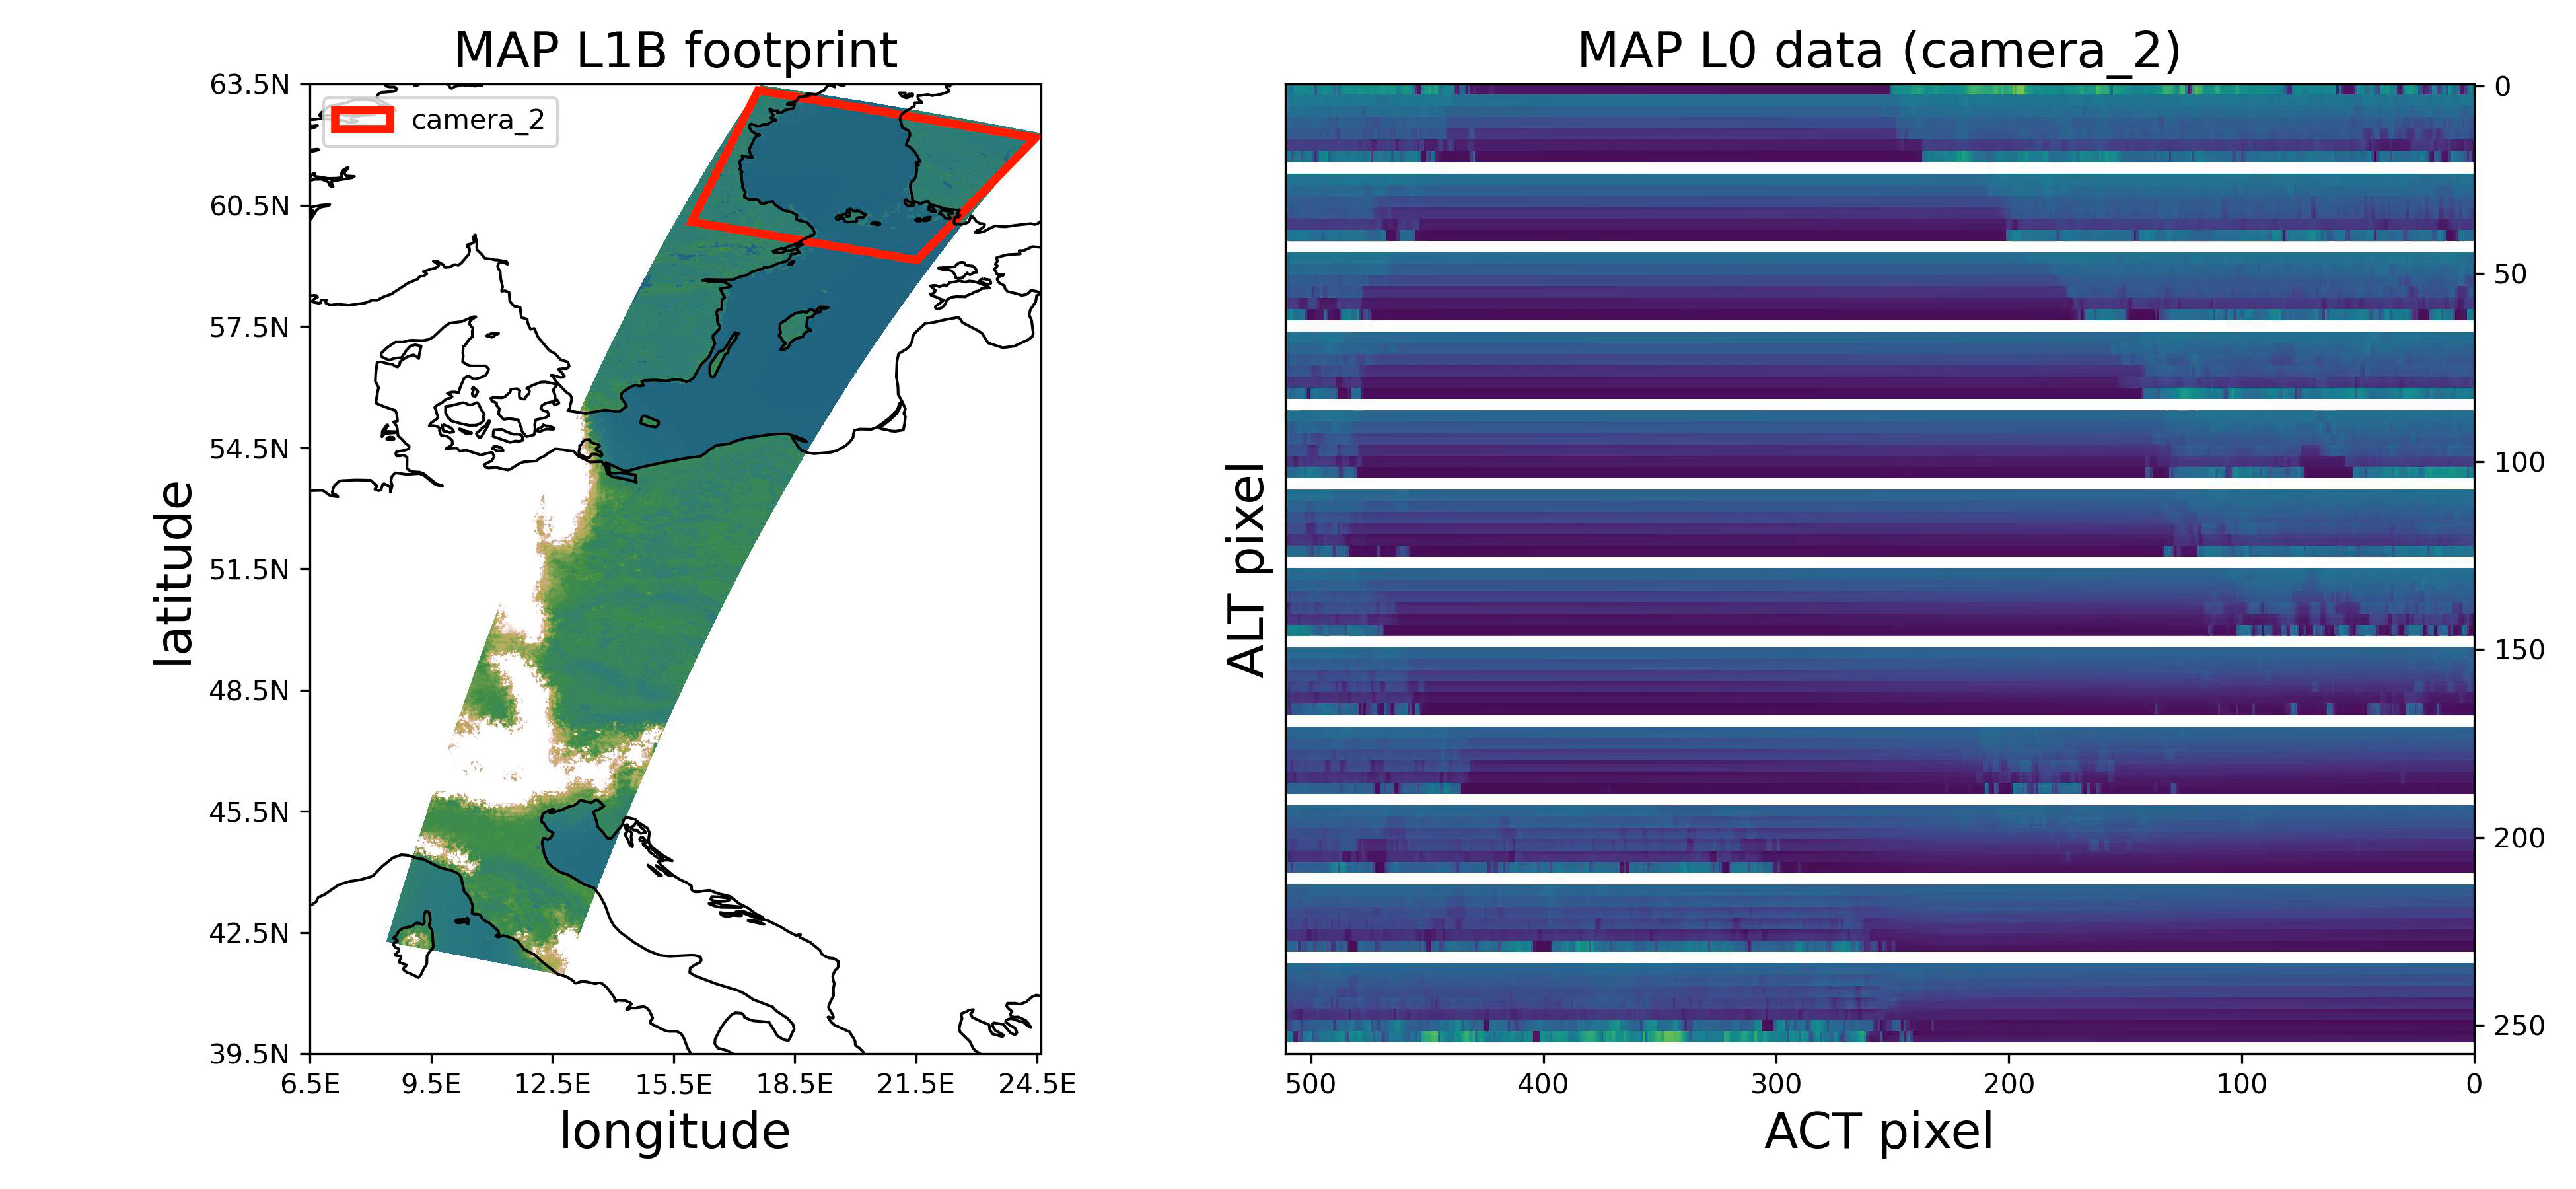 MAP L1B footprint
camera_2
63.5N
60.5N
57.5N
54.5N
51.5N
48.5N
45.5N
42.5N
39.5N
latitude
6.5E 9.5E 12.5E 15.5E 18.5E 21.5E 24.5E
longitude
MAP L0 data (camera_2)
0
50
100
150
200
250
ALT pixel
500 400 300 200 100 0
ACT pixel